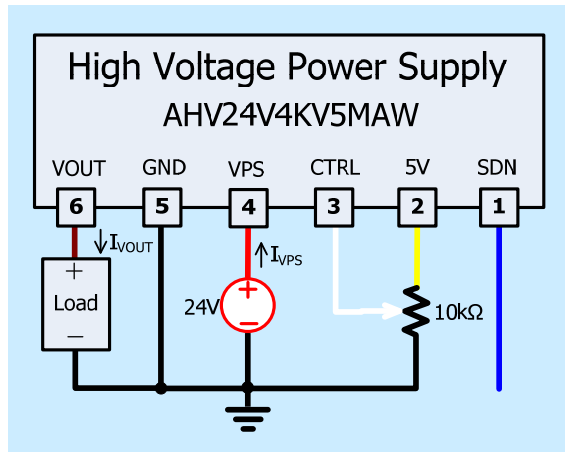 High Voltage Power Supply
AHV24V4KV5MAW
VOUT GND VPS CTRL 5V SDN
6 5 4 3 2 1
IVOUT IVPS
+ +
Load 24V 10kΩ
− −